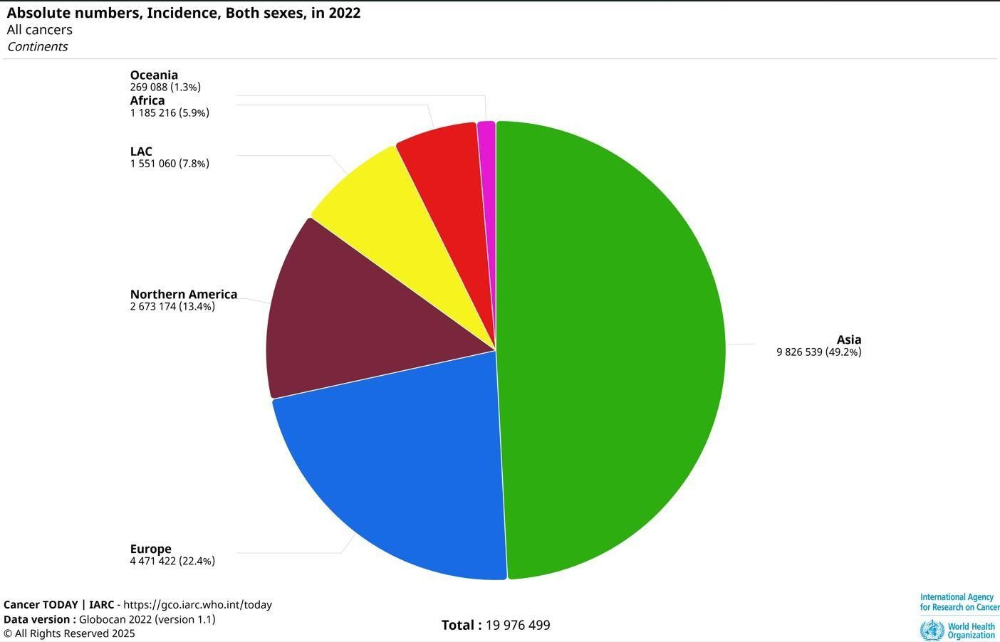 Absolute numbers, Incidence, Both sexes, in 2022
All cancers
Continents
Oceania
269 088 (1.3%)
Africa
1 185 216 (5.9%)
LAC
1 551 060 (7.8%)
Northern America
2 673 174 (13.4%)
Asia
9 826 539 (49.2%)
Europe
4 471 422 (22.4%)
Cancer TODAY | IARC - https://gco.iarc.who.int/today
Data version : Globocan 2022 (version 1.1)
© All Rights Reserved 2025
Total : 19 976 499
International Agency
for Research on Cancer
World Health
Organization